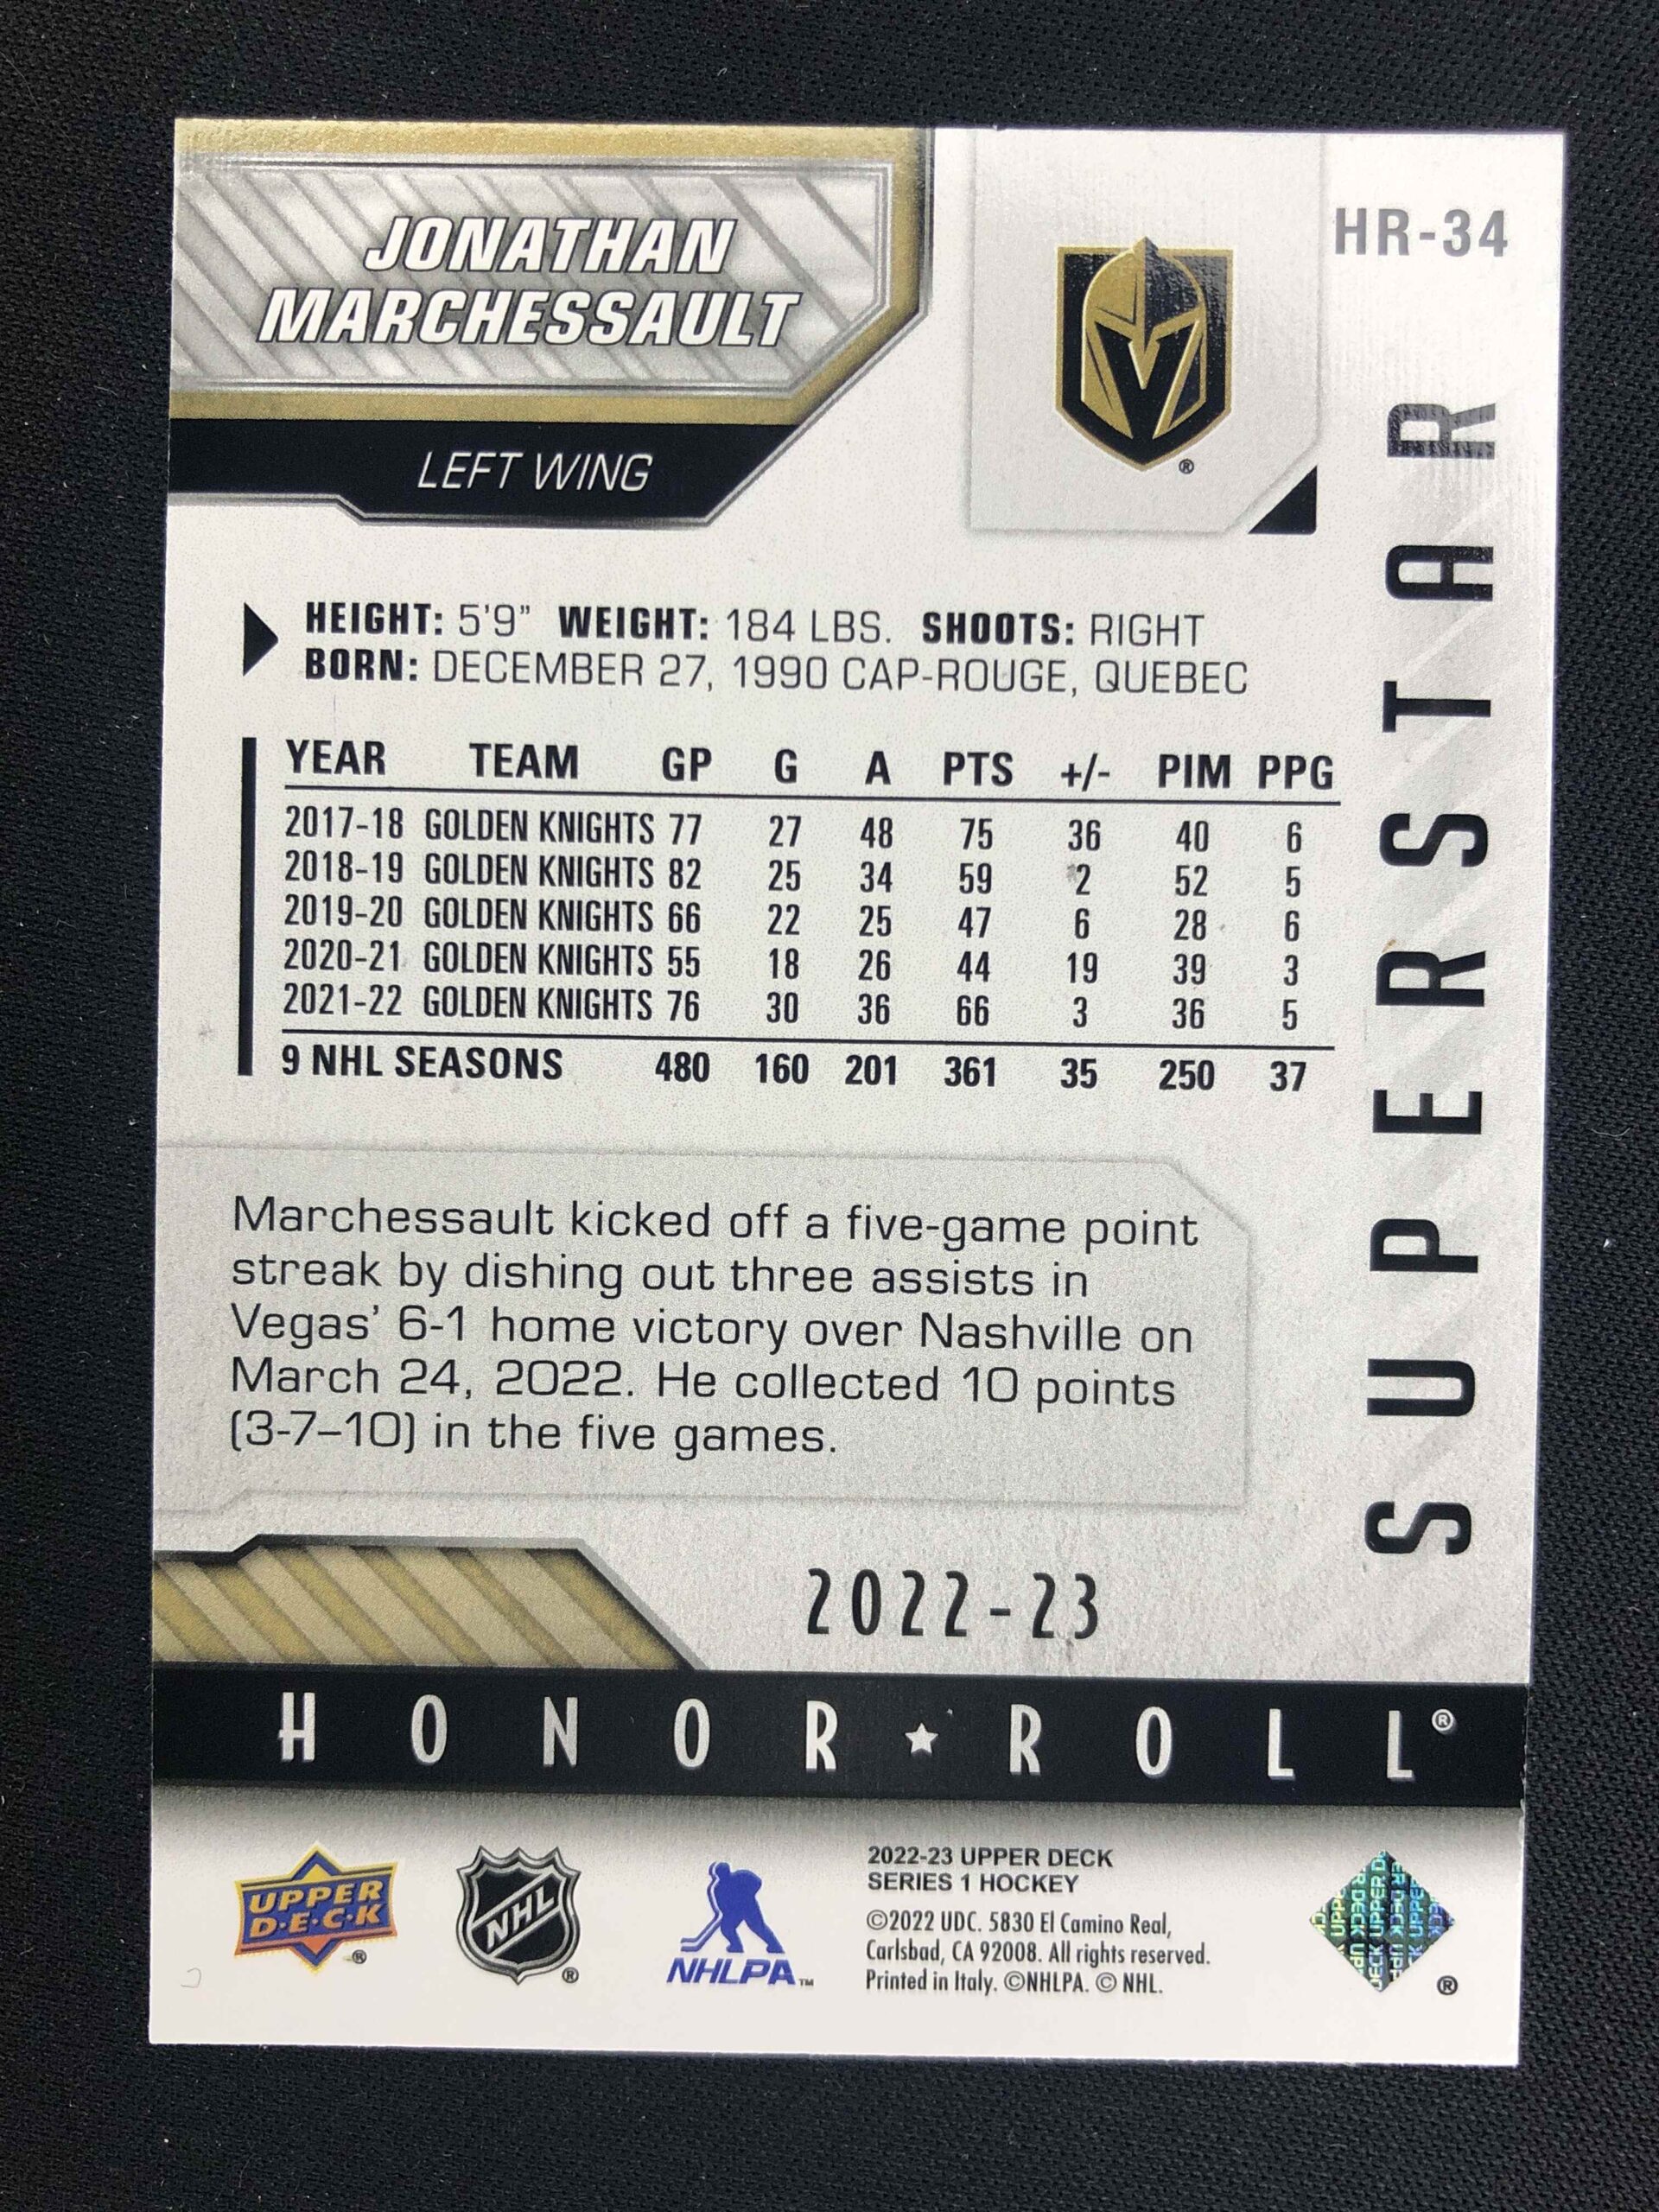 JONATHAN
MARCHESSAULT
LEFT WING
HR-34
SUPERSTAR
HEIGHT: 5'9" WEIGHT: 184 LBS. SHOOTS: RIGHT
BORN: DECEMBER 27, 1990 CAP-ROUGE, QUEBEC
YEAR TEAM GP G A PTS +/- PIM PPG
2017-18 GOLDEN KNIGHTS 77 27 48 75 36 40 6
2018-19 GOLDEN KNIGHTS 82 25 34 59 2 52 5
2019-20 GOLDEN KNIGHTS 66 22 25 47 6 28 6
2020-21 GOLDEN KNIGHTS 55 18 26 44 19 39 3
2021-22 GOLDEN KNIGHTS 76 30 36 66 3 36 5
9 NHL SEASONS 480 160 201 361 35 250 37
Marchessault kicked off a five-game point
streak by dishing out three assists in
Vegas' 6-1 home victory over Nashville on
March 24, 2022. He collected 10 points
(3-7–10) in the five games.
2022-23
HONOR ★ ROLL®
UPPER
D·E·C·K®
NHL®
NHLPA™
2022-23 UPPER DECK
SERIES 1 HOCKEY
©2022 UDC. 5830 El Camino Real,
Carlsbad, CA 92008. All rights reserved.
Printed in Italy. ©NHLPA. © NHL.